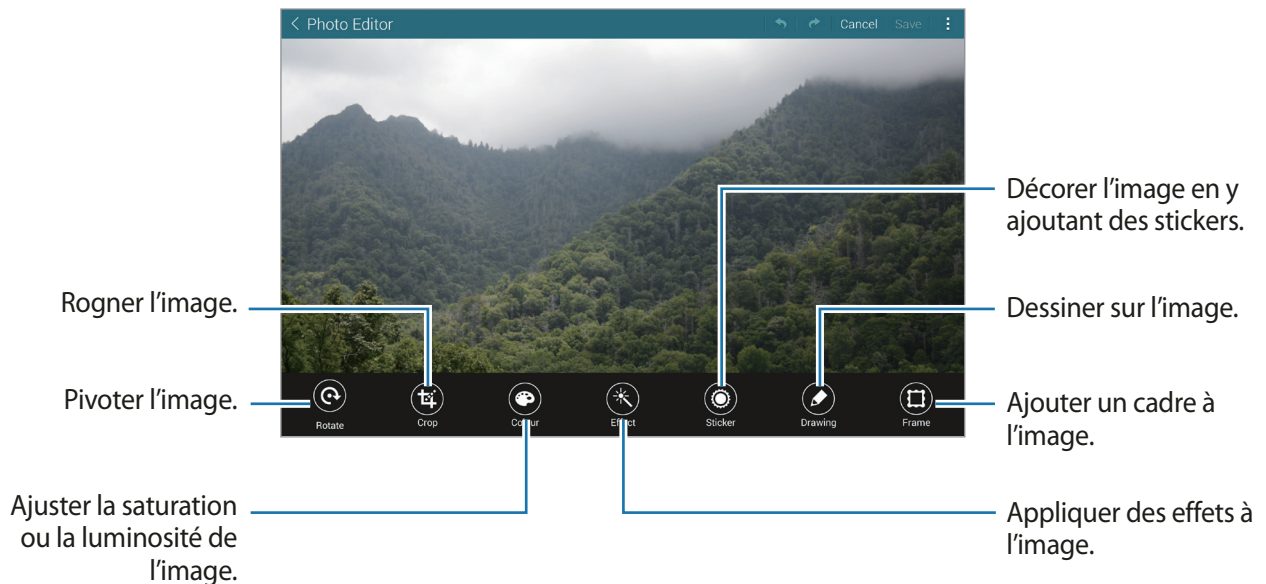 Photo Editor
Cancel Save
Décorer l'image en y
ajoutant des stickers.
Rogner l'image.
Dessiner sur l'image.
Pivoter l'image.
Ajouter un cadre à
l'image.
Rotate Crop Colour Effect Sticker Drawing Frame
Ajuster la saturation
ou la luminosité de
l'image.
Appliquer des effets à
l'image.